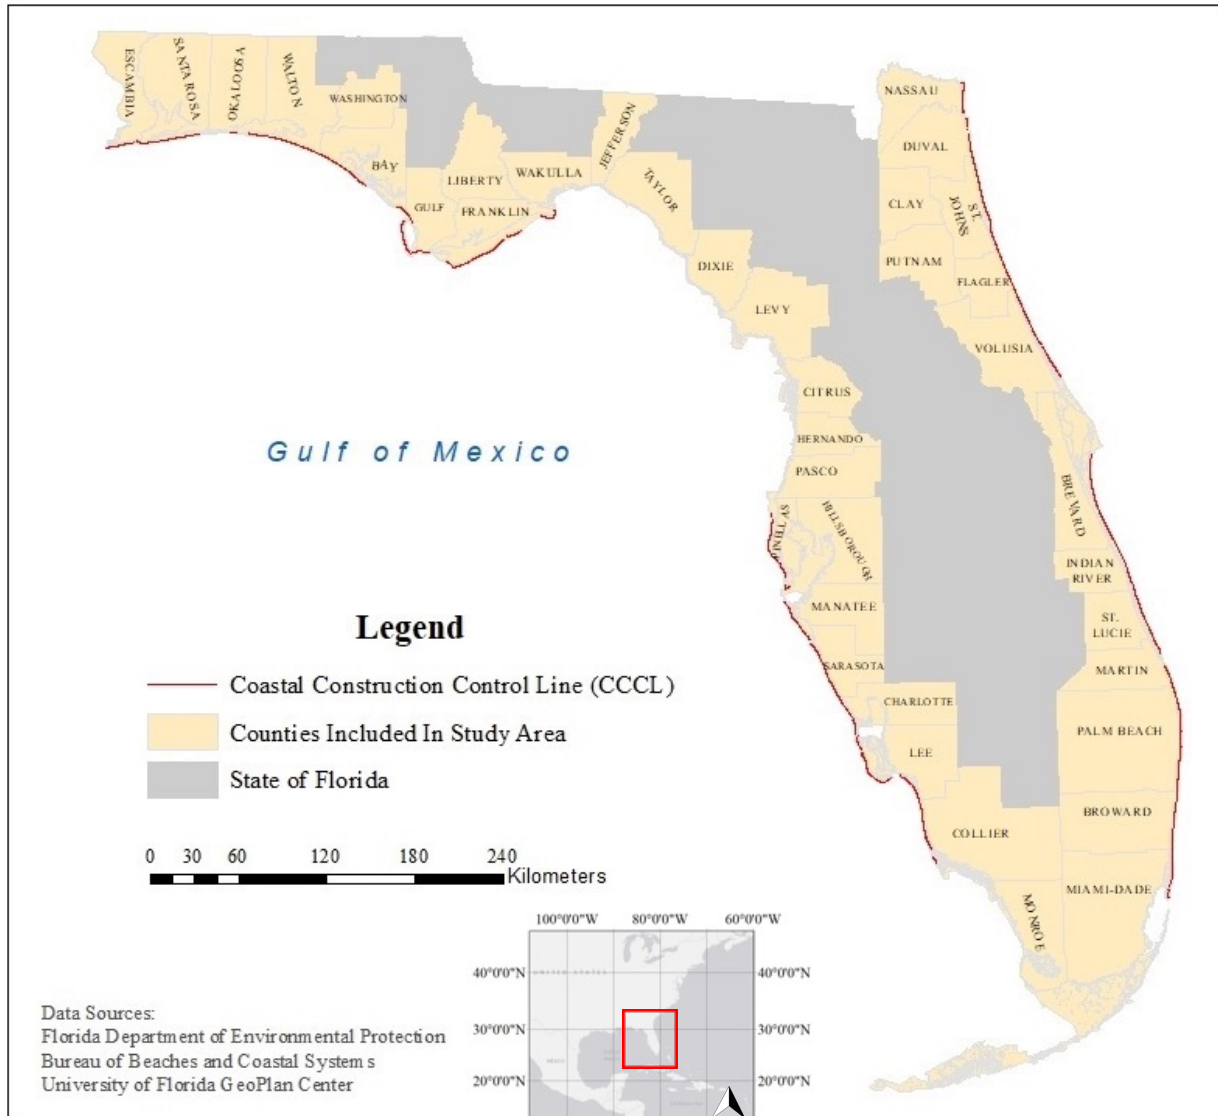 ESCAMBIA
SANTA ROSA
OKALOOSA
WALTON
WASHINGTON
BAY
GULF
LIBERTY
FRANKLIN
WAKULLA
JEFFERSON
TAYLOR
DIXIE
LEVY
NASSAU
DUVAL
CLAY
ST.
JOHNS
PUTNAM
FLAGLER
VOLUSIA
CITRUS
HERNANDO
PASCO
PINELLAS
HILLSBOROUGH
BREVARD
INDIAN
RIVER
MANATEE
ST.
LUCIE
SARASOTA
MARTIN
CHARLOTTE
LEE
PALM BEACH
BROWARD
COLLIER
MIAMI-DADE
MONROE
Gulf of Mexico
Legend
Coastal Construction Control Line (CCCL)
Counties Included In Study Area
State of Florida
0 30 60 120 180 240
Kilometers
100°0'0"W 80°0'0"W 60°0'0"W
40°0'0"N 40°0'0"N
30°0'0"N 30°0'0"N
20°0'0"N 20°0'0"N
UNITED STATES
MEXICO
Data Sources:
Florida Department of Environmental Protection
Bureau of Beaches and Coastal Systems
University of Florida GeoPlan Center